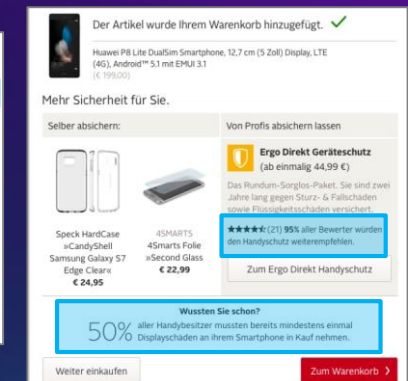 Der Artikel wurde Ihrem Warenkorb hinzugefügt.
Huawei P8 Lite DualSim Smartphone, 12,7 cm (5 Zoll) Display, LTE
(4G), Android™ 5.1 mit EMUI 3.1
(€ 199,00)
Mehr Sicherheit für Sie.
Selber absichern:
Speck HardCase
»CandyShell
Samsung Galaxy S7
Edge Clear«
€ 24,95
4SMARTS
4Smarts Folie
»Second Glass
€ 22,99
Von Profis absichern lassen
Ergo Direkt Geräteschutz
(ab einmalig 44,99 €)
Das Rundum-Sorglos-Paket. Sie sind zwei
Jahre lang gegen Sturz- & Fallschäden
sowie Flüssigkeitsschäden versichert.
(21) 95% aller Bewerter würden
den Handyschutz weiterempfehlen.
Zum Ergo Direkt Handyschutz
Wussten Sie schon?
50% aller Handybesitzer mussten bereits mindestens einmal
Displayschäden an ihrem Smartphone in Kauf nehmen.
Weiter einkaufen
Zum Warenkorb